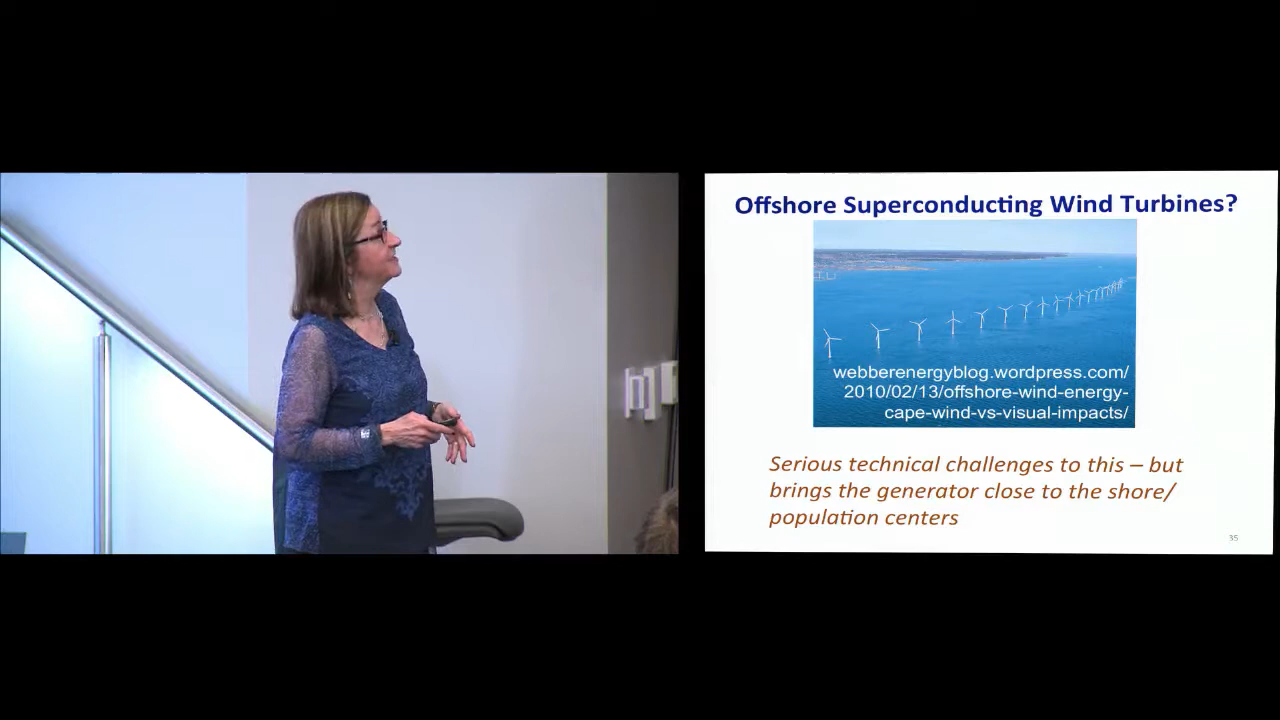 Offshore Superconducting Wind Turbines?
webberenergyblog.wordpress.com/
2010/02/13/offshore-wind-energy-
cape-wind-vs-visual-impacts/
Serious technical challenges to this – but
brings the generator close to the shore/
population centers
35